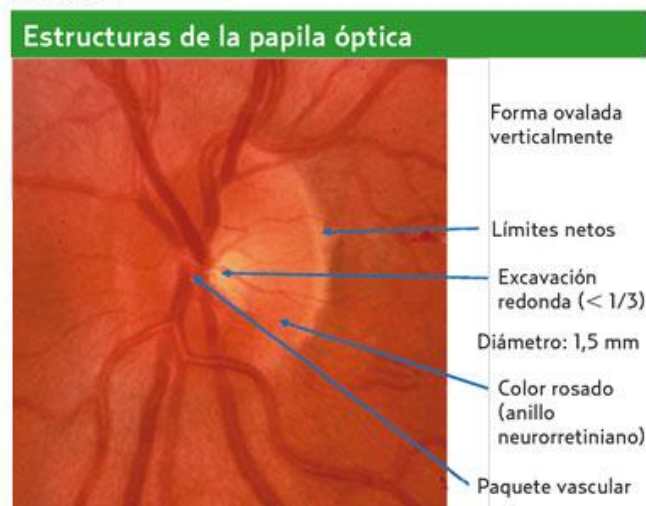 Estructuras de la papila óptica
Forma ovalada
verticalmente
Límites netos
Excavación
redonda (< 1/3)
Diámetro: 1,5 mm
Color rosado
(anillo
neurorretiniano)
Paquete vascular